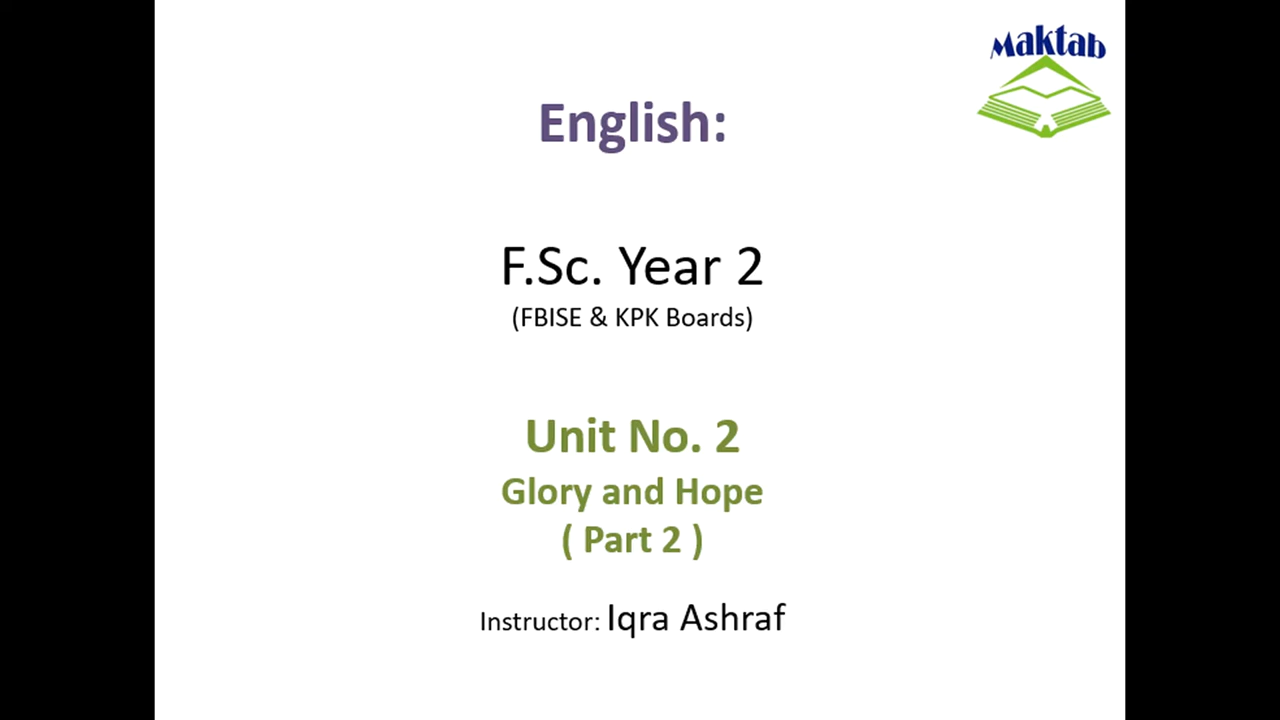 Maktab
English:
F.Sc. Year 2
(FBISE & KPK Boards)
Unit No. 2
Glory and Hope
( Part 2 )
Instructor: Iqra Ashraf